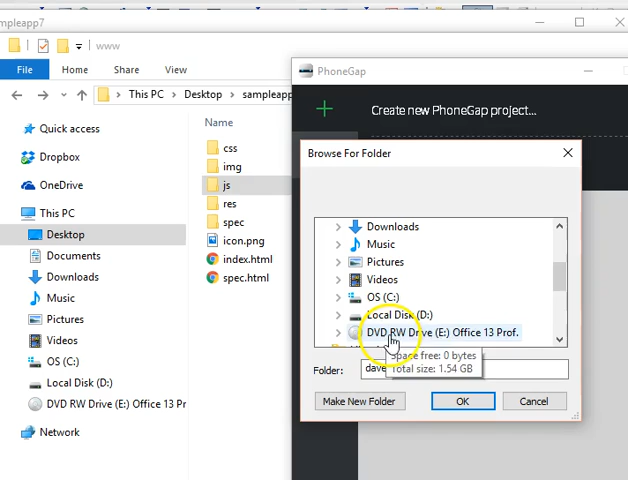 mpleapp7
www
File Home Share View
This PC Desktop sampleapp
Name
Quick access
Dropbox
OneDrive
This PC
Desktop
Documents
Downloads
Music
Pictures
Videos
OS (C:)
Local Disk (D:)
DVD RW Drive (E:) Office 13 Pr
Network
css
img
js
res
spec
icon.png
index.html
spec.html
PhoneGap
Create new PhoneGap project...
Browse For Folder
Downloads
Music
Pictures
Videos
OS (C:)
Local Disk (D:)
DVD RW Drive (E:) Office 13 Prof.
Space free: 0 bytes
Total size: 1.54 GB
Folder: dave
Make New Folder OK Cancel